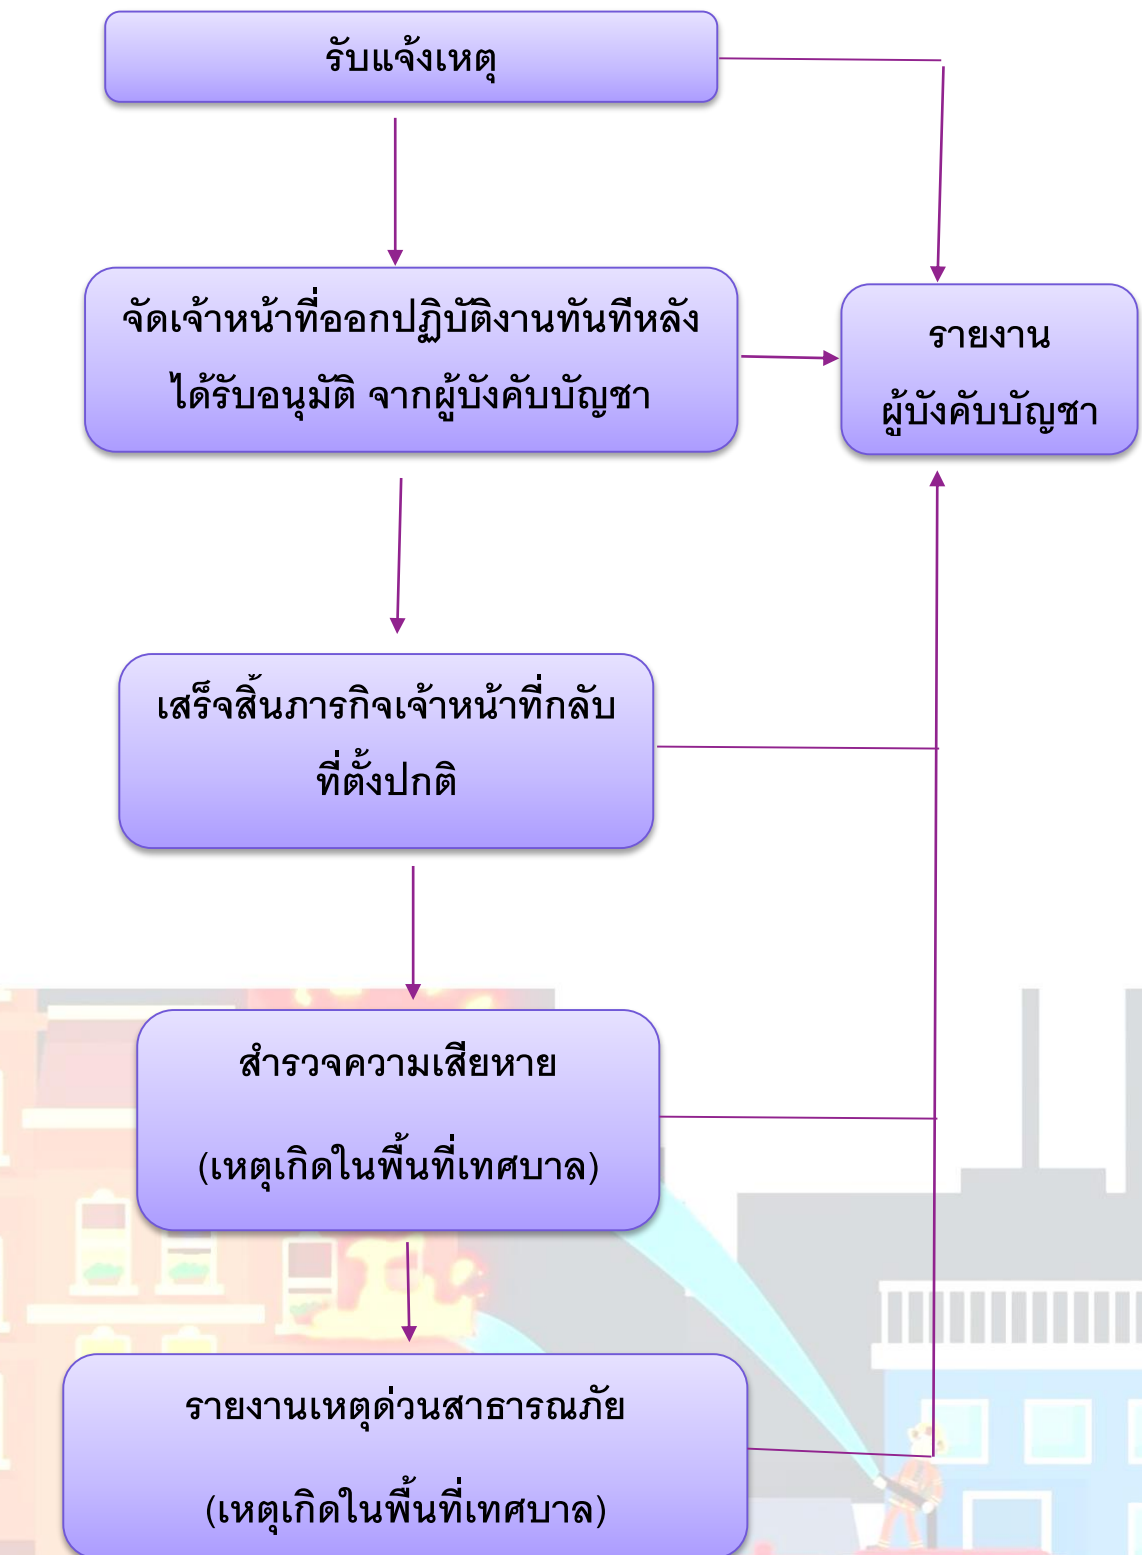 รับแจ้งเหตุ
จัดเจ้าหน้าที่ออกปฏิบัติงานทันทีหลัง
ได้รับอนุมัติ จากผู้บังคับบัญชา
รายงาน
ผู้บังคับบัญชา
เสร็จสิ้นภารกิจเจ้าหน้าที่กลับ
ที่ตั้งปกติ
สำรวจความเสียหาย
(เหตุเกิดในพื้นที่เทศบาล)
รายงานเหตุด่วนสาธารณภัย
(เหตุเกิดในพื้นที่เทศบาล)